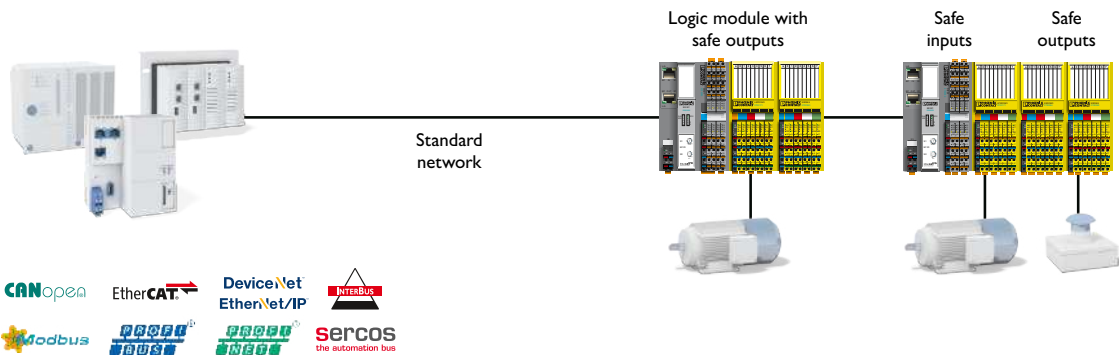 Logic module with
safe outputs
Safe
inputs
Safe
outputs
Standard
network
CANopen
EtherCAT
DeviceNet
EtherNet/IP
INTERBUS
Modbus
PROFI
BUS
PROFI
NET
sercos
the automation bus